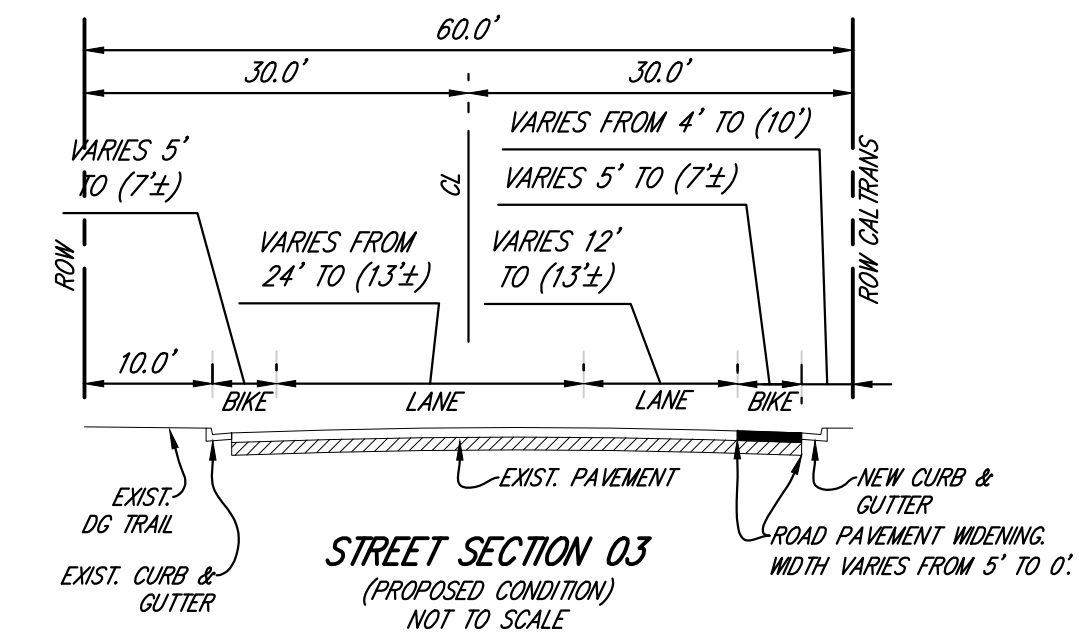 60.0'
30.0'
30.0'
VARIES FROM 4' TO (10')
VARIES 5'
TO (7'±)
CL
VARIES 5' TO (7'±)
ROW CALTRANS
ROW
VARIES FROM
24' TO (13'±)
VARIES 12'
TO (13'±)
10.0'
BIKE
LANE
LANE
BIKE
EXIST.
DG TRAIL
EXIST. PAVEMENT
NEW CURB &
GUTTER
ROAD PAVEMENT WIDENING.
WIDTH VARIES FROM 5' TO 0'.
EXIST. CURB &
GUTTER
STREET SECTION 03
(PROPOSED CONDITION)
NOT TO SCALE